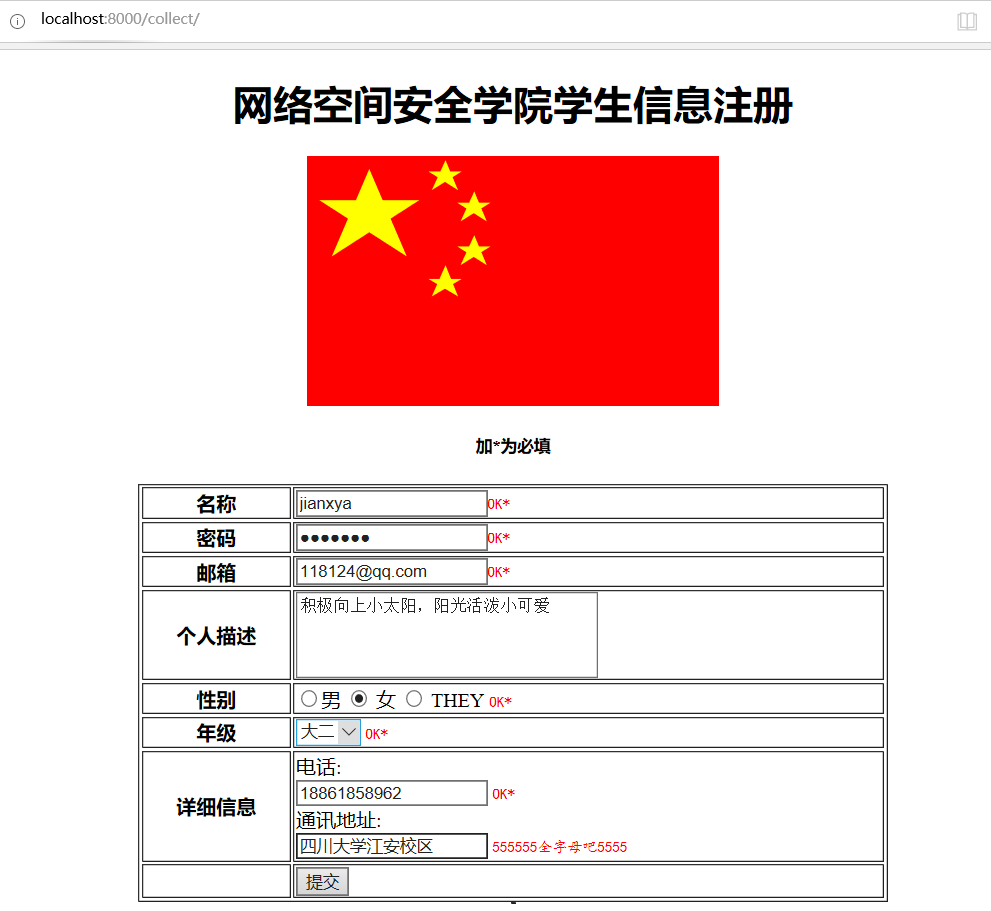 localhost:8000/collect/
网络空间安全学院学生信息注册
加*为必填
名称 jianxya OK*
密码 ●●●●●●● OK*
邮箱 118124@qq.com OK*
个人描述 积极向上小太阳，阳光活泼小可爱
性别 男 女 THEY OK*
年级 大二 OK*
详细信息 电话:
18861858962 OK*
通讯地址:
四川大学江安校区 555555全字母吧5555
提交